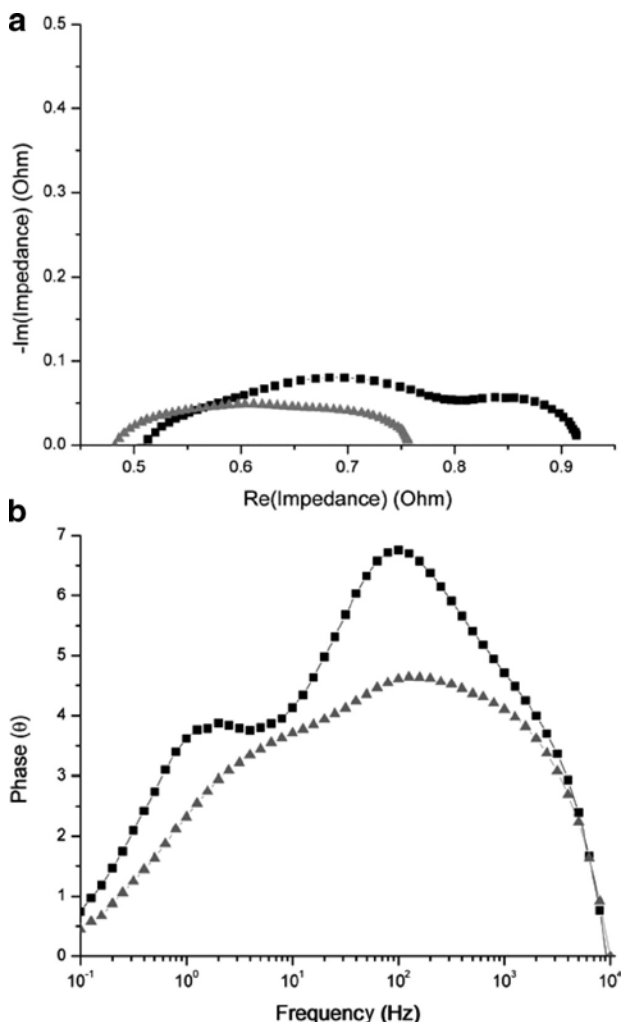 a
0.5
0.4
0.3
0.2
0.1
0.0
-Im(Impedance) (Ohm)
0.5 0.6 0.7 0.8 0.9
Re(Impedance) (Ohm)
b
7
6
5
4
3
2
1
0
Phase (θ)
10⁻¹ 10⁰ 10¹ 10² 10³ 10⁴
Frequency (Hz)